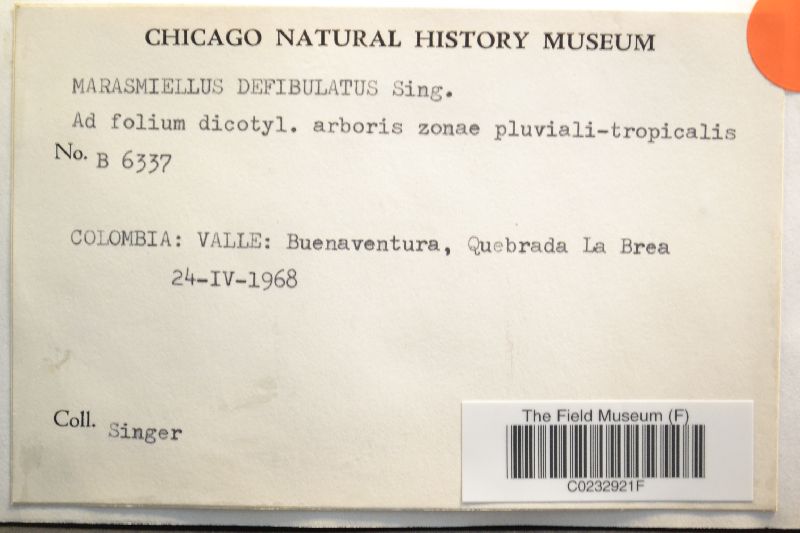 CHICAGO NATURAL HISTORY MUSEUM
MARASMIELLUS DEFIBULATUS Sing.
Ad folium dicotyl. arboris zonae pluviali-tropicalis
No. B 6337
COLOMBIA: VALLE: Buenaventura, Quebrada La Brea
24-IV-1968
Coll. Singer
The Field Museum (F)
C0232921F